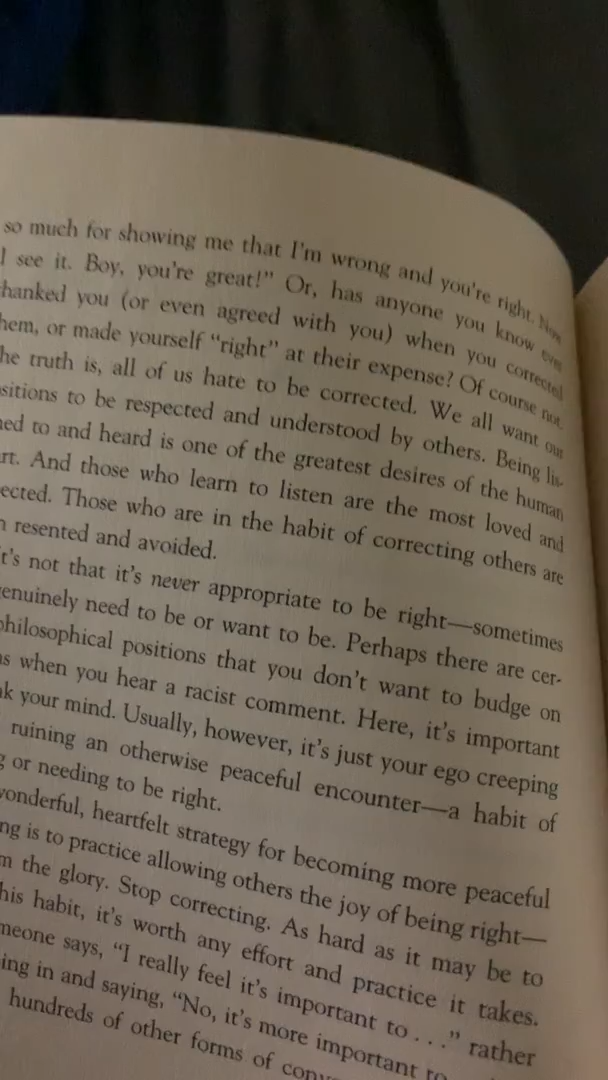 so much for showing me that I'm wrong and you're right. Now
I see it. Boy, you're great!" Or, has anyone you know ever
hanked you (or even agreed with you) when you corrected
hem, or made yourself "right" at their expense? Of course not.
he truth is, all of us hate to be corrected. We all want our
sitions to be respected and understood by others. Being lis-
ned to and heard is one of the greatest desires of the human
rt. And those who learn to listen are the most loved and
ected. Those who are in the habit of correcting others are
n resented and avoided.
t's not that it's never appropriate to be right—sometimes
enuinely need to be or want to be. Perhaps there are cer-
philosophical positions that you don't want to budge on
as when you hear a racist comment. Here, it's important
ak your mind. Usually, however, it's just your ego creeping
ruining an otherwise peaceful encounter—a habit of
g or needing to be right.
wonderful, heartfelt strategy for becoming more peaceful
ng is to practice allowing others the joy of being right—
m the glory. Stop correcting. As hard as it may be to
his habit, it's worth any effort and practice it takes.
meone says, "I really feel it's important to . . ." rather
ing in and saying, "No, it's more important to
hundreds of other forms of conv